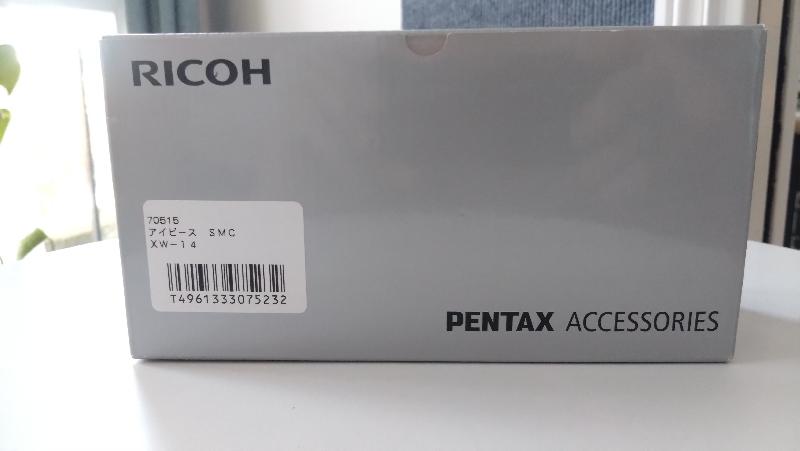 RICOH
70515
アイピース　ＳＭＣ
ＸＷ－１４
T4961333075232
PENTAX ACCESSORIES